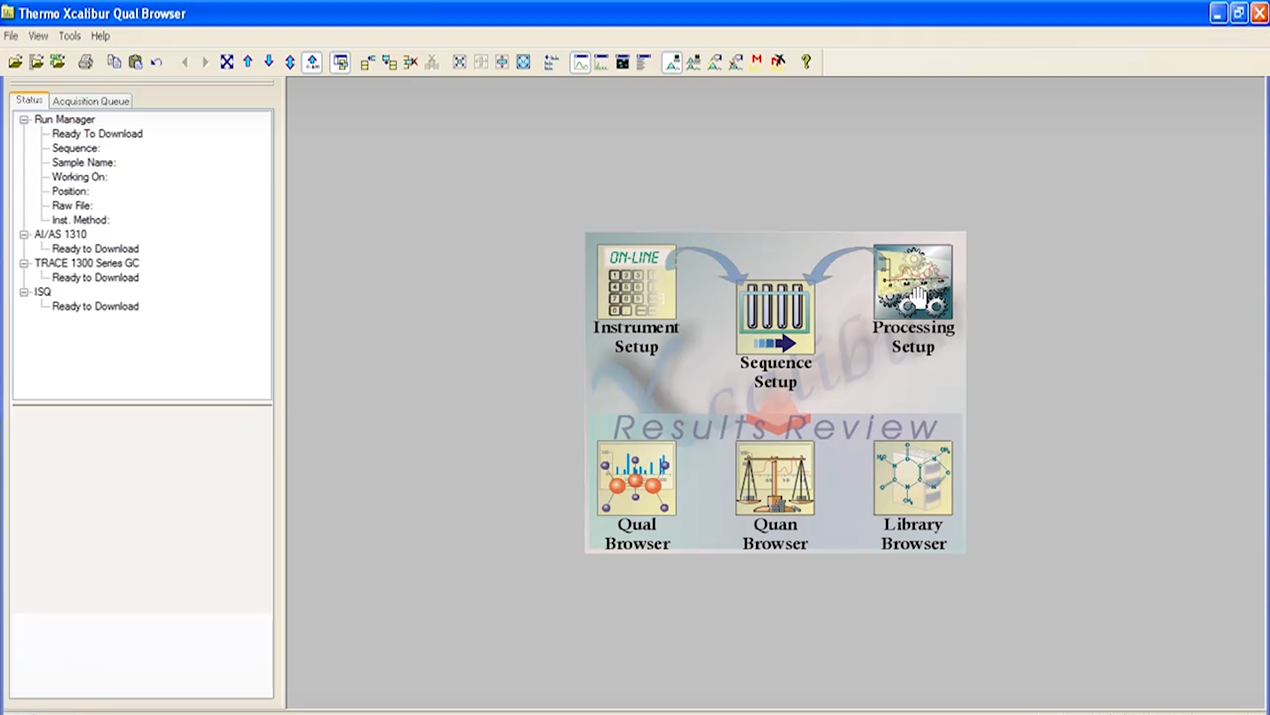 Thermo Xcalibur Qual Browser
File View Tools Help
Status Acquisition Queue
Run Manager
Ready To Download
Sequence:
Sample Name:
Working On:
Position:
Raw File:
Inst. Method:
AI/AS 1310
Ready to Download
TRACE 1300 Series GC
Ready to Download
ISQ
Ready to Download
ON-LINE
Instrument
Setup
Sequence
Setup
Processing
Setup
Xcalibur
Results Review
Qual
Browser
Quan
Browser
Library
Browser